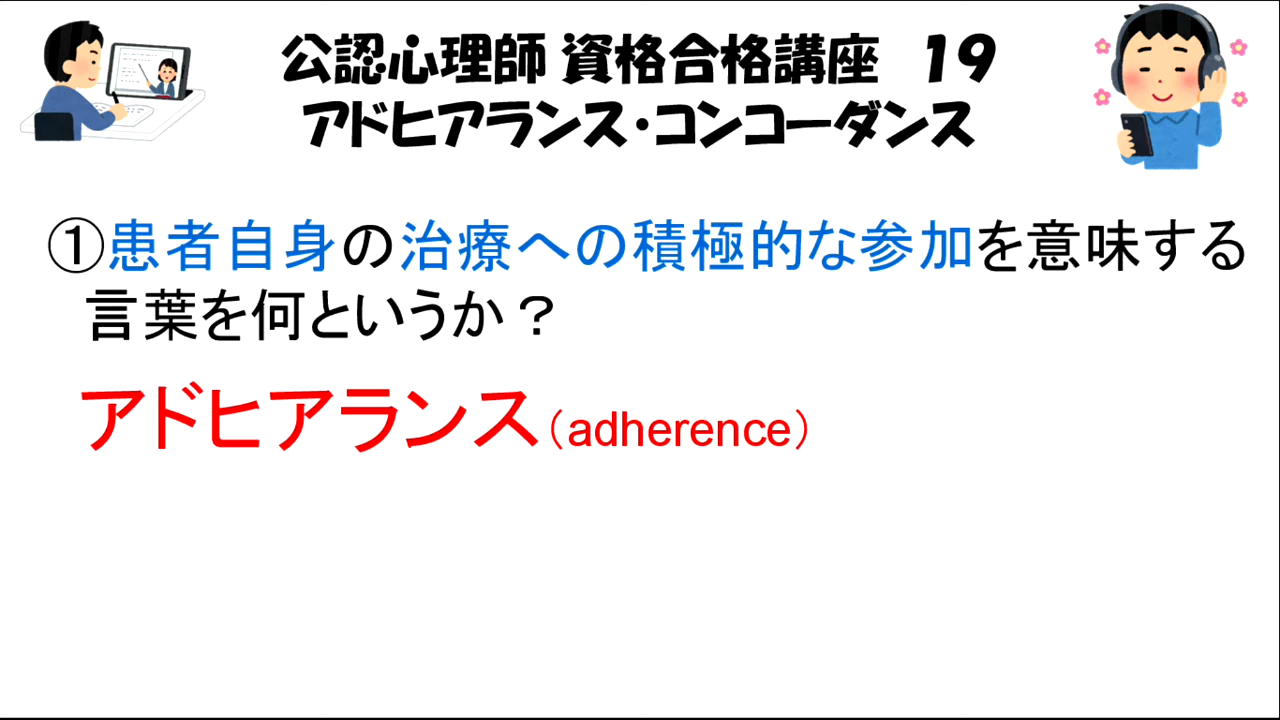 公認心理師 資格合格講座　19
アドヒアランス・コンコーダンス
①患者自身の治療への積極的な参加を意味する
言葉を何というか？
アドヒアランス（adherence）